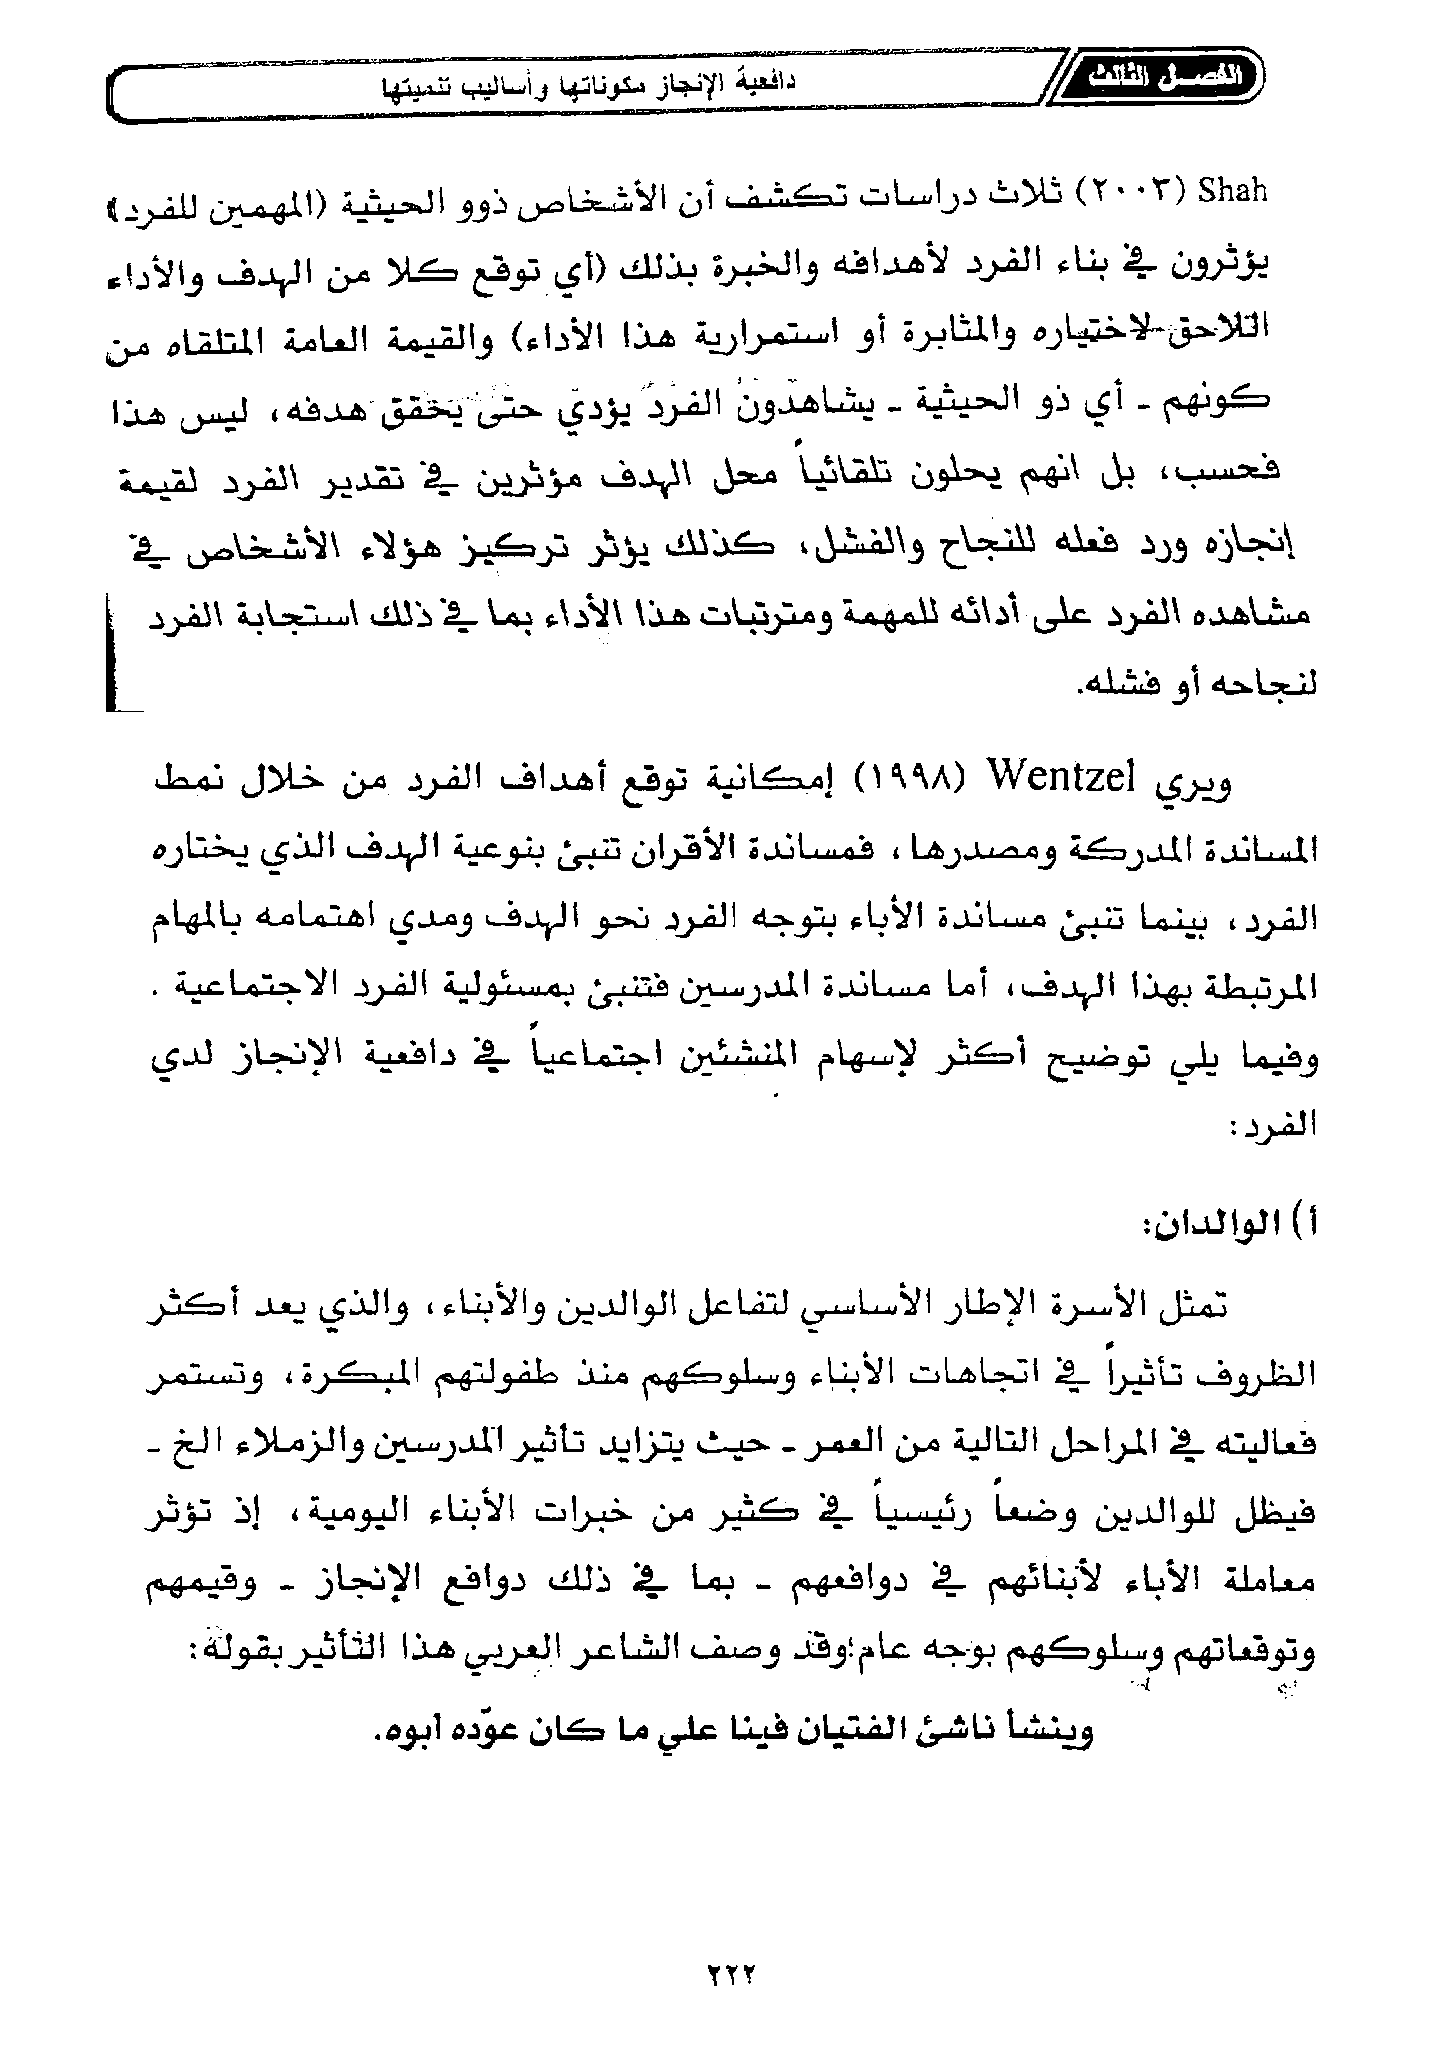 الفصل الثالث
دافعية الإنجاز مكوناتها وأساليب تنميتها
Shah (٢٠٠٣) ثلاث دراسات تكشف أن الأشخاص ذوو الحيثية (المهمين للفرد)
يؤثرون في بناء الفرد لأهدافه والخبرة بذلك (أي توقع كلا من الهدف والأداء
اللاحق لاختياره والمثابرة أو استمرارية هذا الأداء) والقيمة العامة المتلقاه من
كونهم - أي ذو الحيثية - يشاهدون الفرد يؤدي حتى يحقق هدفه، ليس هذا
فحسب، بل انهم يحلون تلقائياً محل الهدف مؤثرين في تقدير الفرد لقيمة
إنجازه ورد فعله للنجاح والفشل، كذلك يؤثر تركيز هؤلاء الأشخاص في
مشاهده الفرد على أدائه للمهمة ومترتبات هذا الأداء بما في ذلك استجابة الفرد
لنجاحه أو فشله.
ويري Wentzel (١٩٩٨) إمكانية توقع أهداف الفرد من خلال نمط
المساندة المدركة ومصدرها، فمساندة الأقران تنبئ بنوعية الهدف الذي يختاره
الفرد، بينما تنبئ مساندة الأباء بتوجه الفرد نحو الهدف ومدي اهتمامه بالمهام
المرتبطة بهذا الهدف، أما مساندة المدرسين فتنبئ بمسئولية الفرد الاجتماعية .
وفيما يلي توضيح أكثر لإسهام المنشئين اجتماعياً في دافعية الإنجاز لدي
الفرد:
أ) الوالدان:
تمثل الأسرة الإطار الأساسي لتفاعل الوالدين والأبناء، والذي يعد أكثر
الظروف تأثيراً في اتجاهات الأبناء وسلوكهم منذ طفولتهم المبكرة، وتستمر
فعاليته في المراحل التالية من العمر - حيث يتزايد تأثير المدرسين والزملاء الخ -
فيظل للوالدين وضعاً رئيسياً في كثير من خبرات الأبناء اليومية، إذ تؤثر
معاملة الأباء لأبنائهم في دوافعهم - بما في ذلك دوافع الإنجاز - وقيمهم
وتوقعاتهم وسلوكهم بوجه عام؛ وقد وصف الشاعر العربي هذا التأثير بقولة:
وينشأ ناشئ الفتيان فينا علي ما كان عوّده أبوه.
٢٢٢